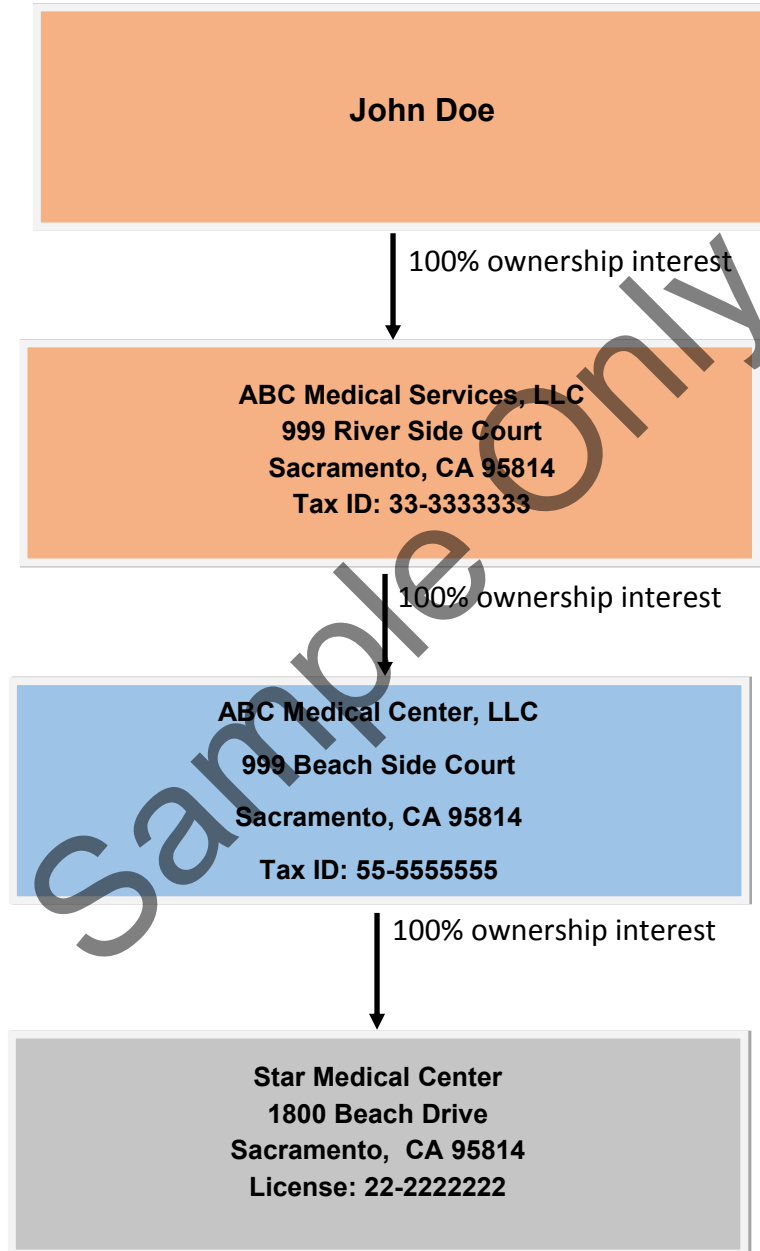 John Doe
100% ownership interest
ABC Medical Services, LLC
999 River Side Court
Sacramento, CA 95814
Tax ID: 33-3333333
100% ownership interest
ABC Medical Center, LLC
999 Beach Side Court
Sacramento, CA 95814
Tax ID: 55-5555555
100% ownership interest
Star Medical Center
1800 Beach Drive
Sacramento,  CA 95814
License: 22-2222222
Sample Only